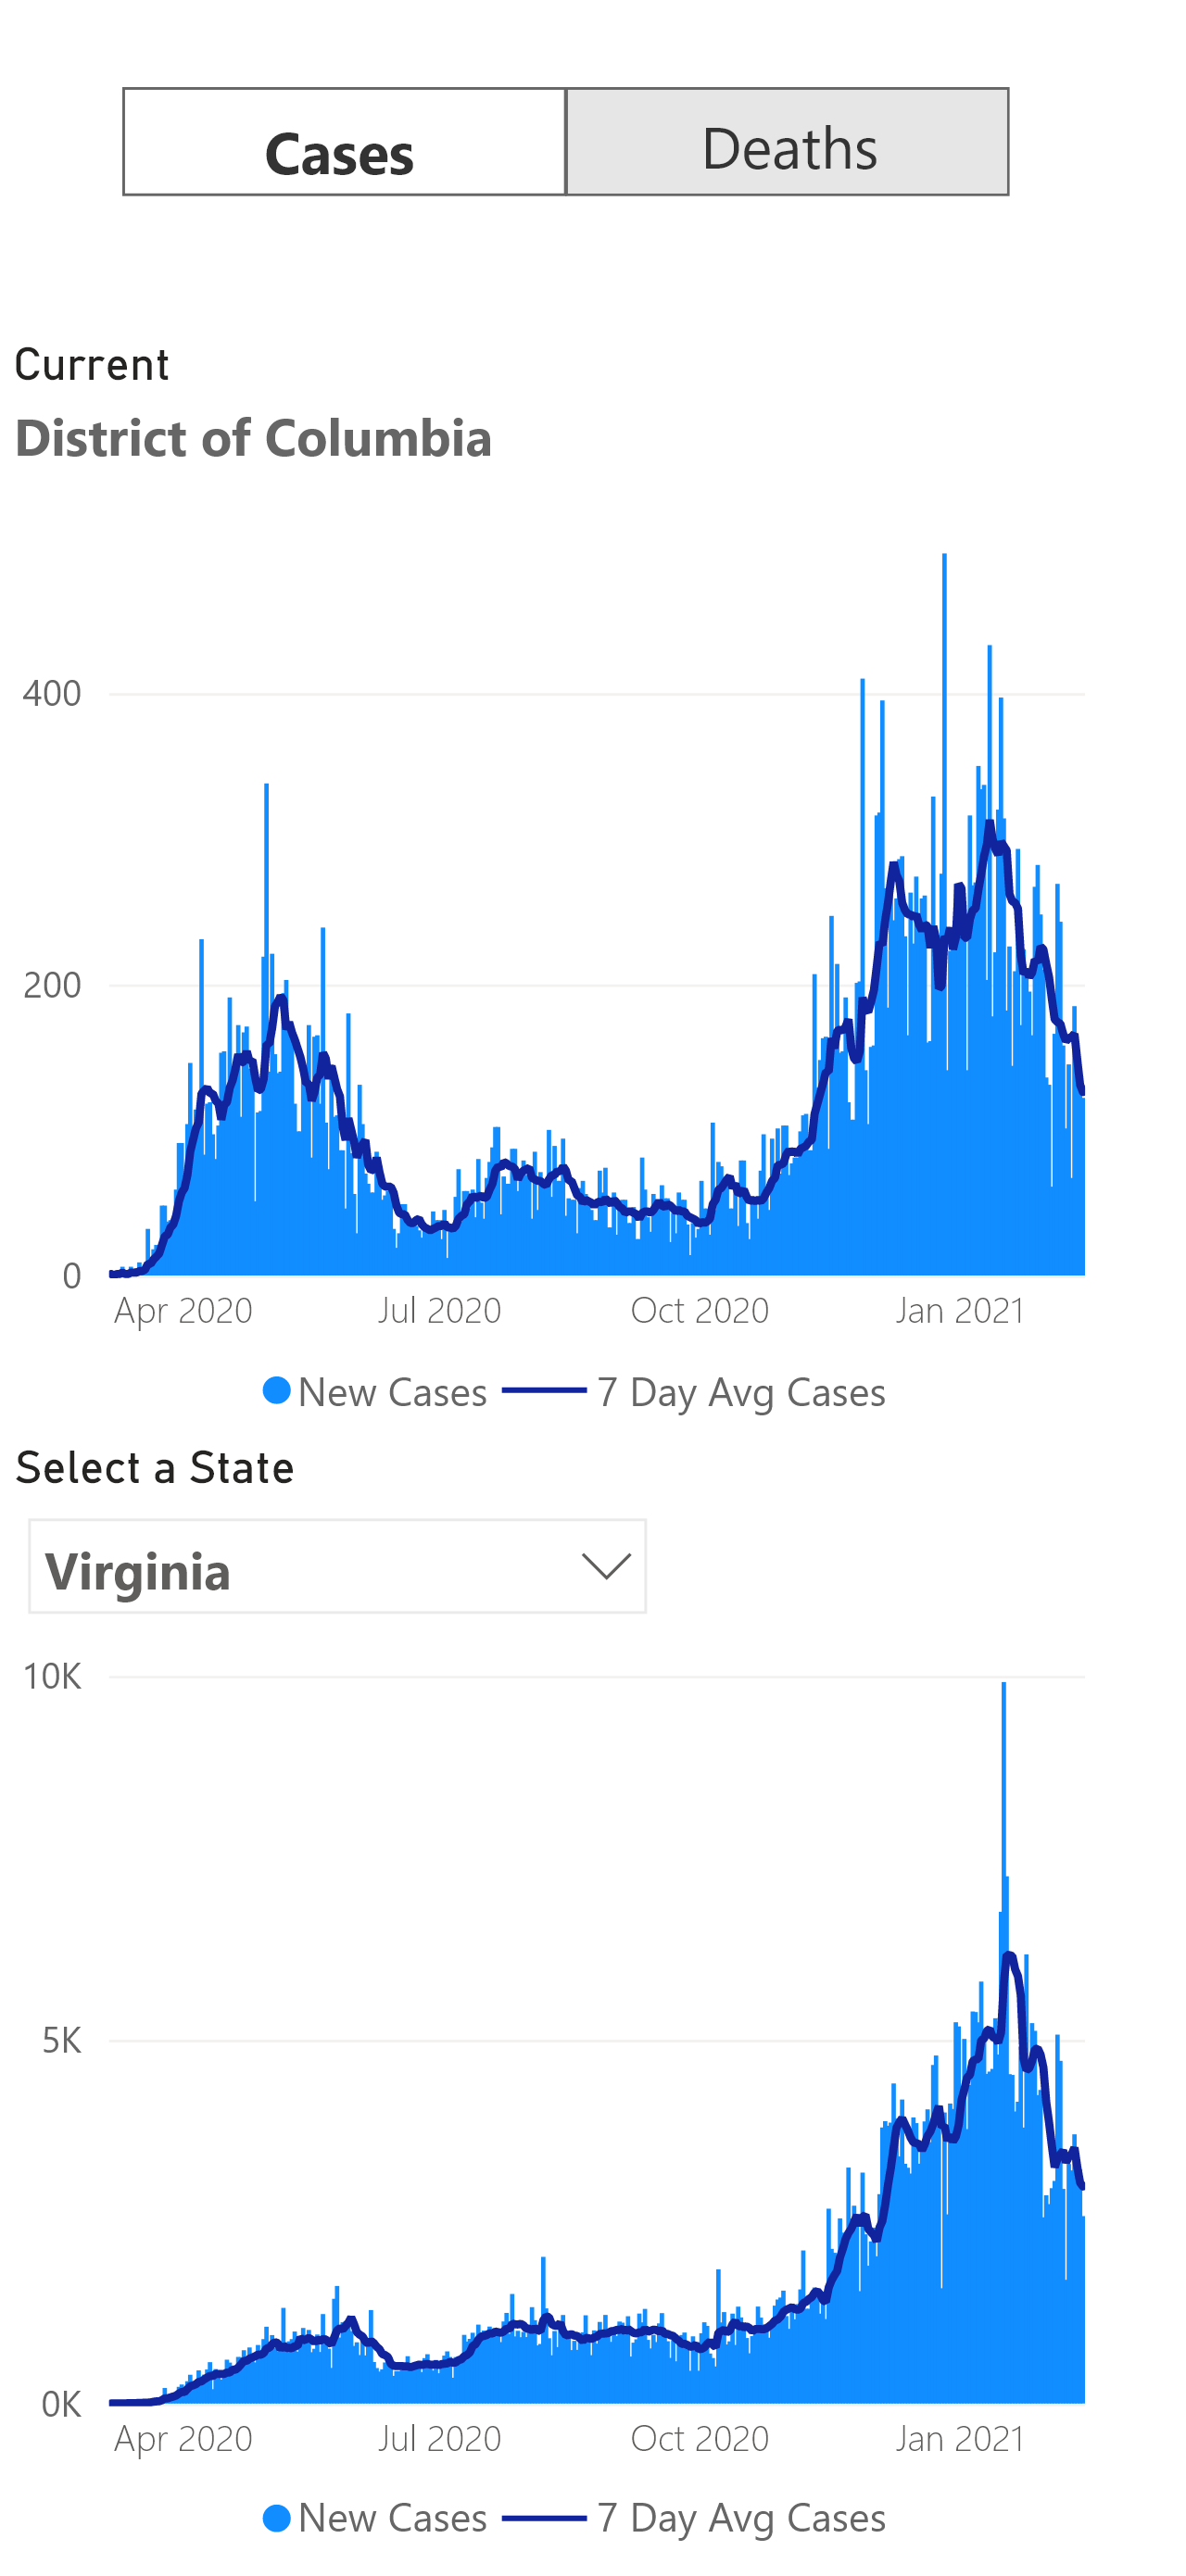 Cases Deaths
Current
District of Columbia
400
200
0
Apr 2020 Jul 2020 Oct 2020 Jan 2021
New Cases 7 Day Avg Cases
Select a State
Virginia
10K
5K
0K
Apr 2020 Jul 2020 Oct 2020 Jan 2021
New Cases 7 Day Avg Cases